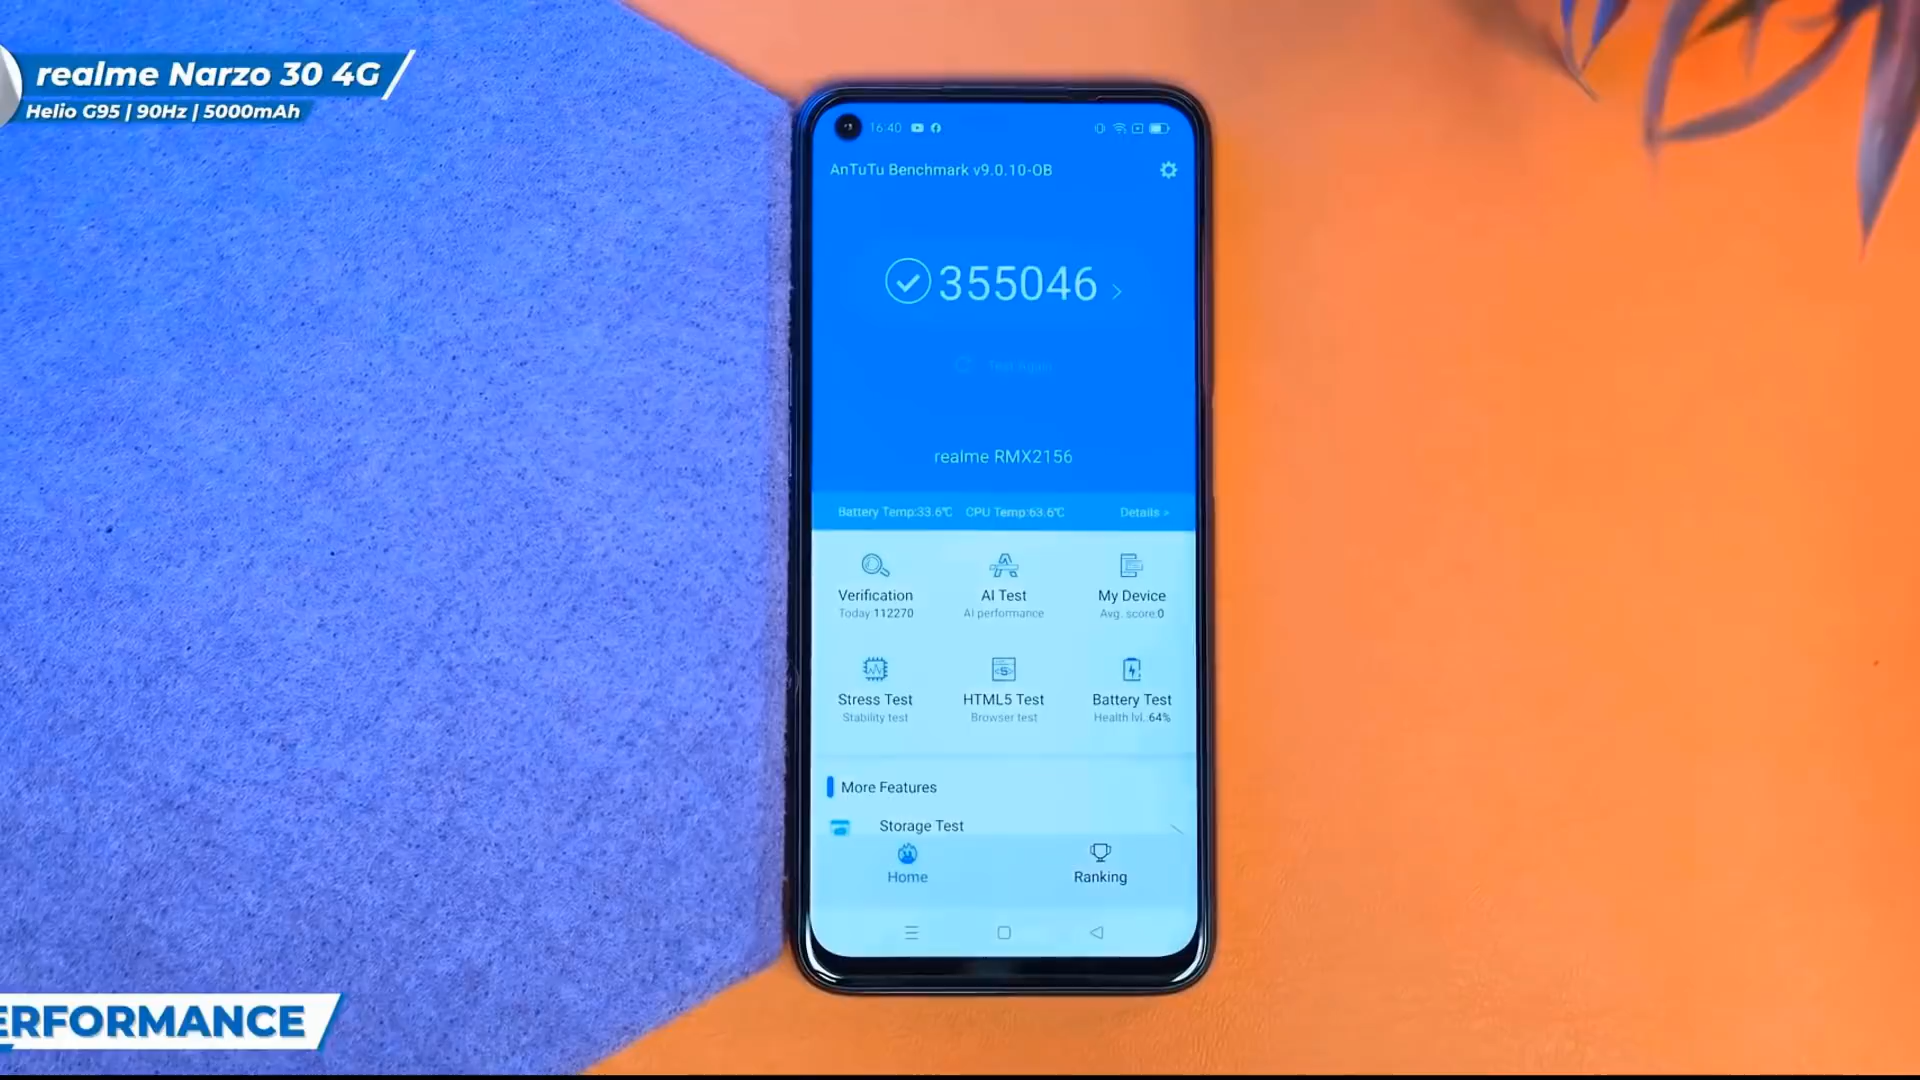 realme Narzo 30 4G
Helio G95 | 90Hz | 5000mAh
16:40
AnTuTu Benchmark v9.0.10-OB
355046
Test Again
realme RMX2156
Battery Temp:33.6℃ CPU Temp:63.6℃ Details >
Verification AI Test My Device
Today:112270 AI performance Avg. score:0
Stress Test HTML5 Test Battery Test
Stability test Browser test Health lvl.:64%
More Features
Storage Test
Home Ranking
ERFORMANCE